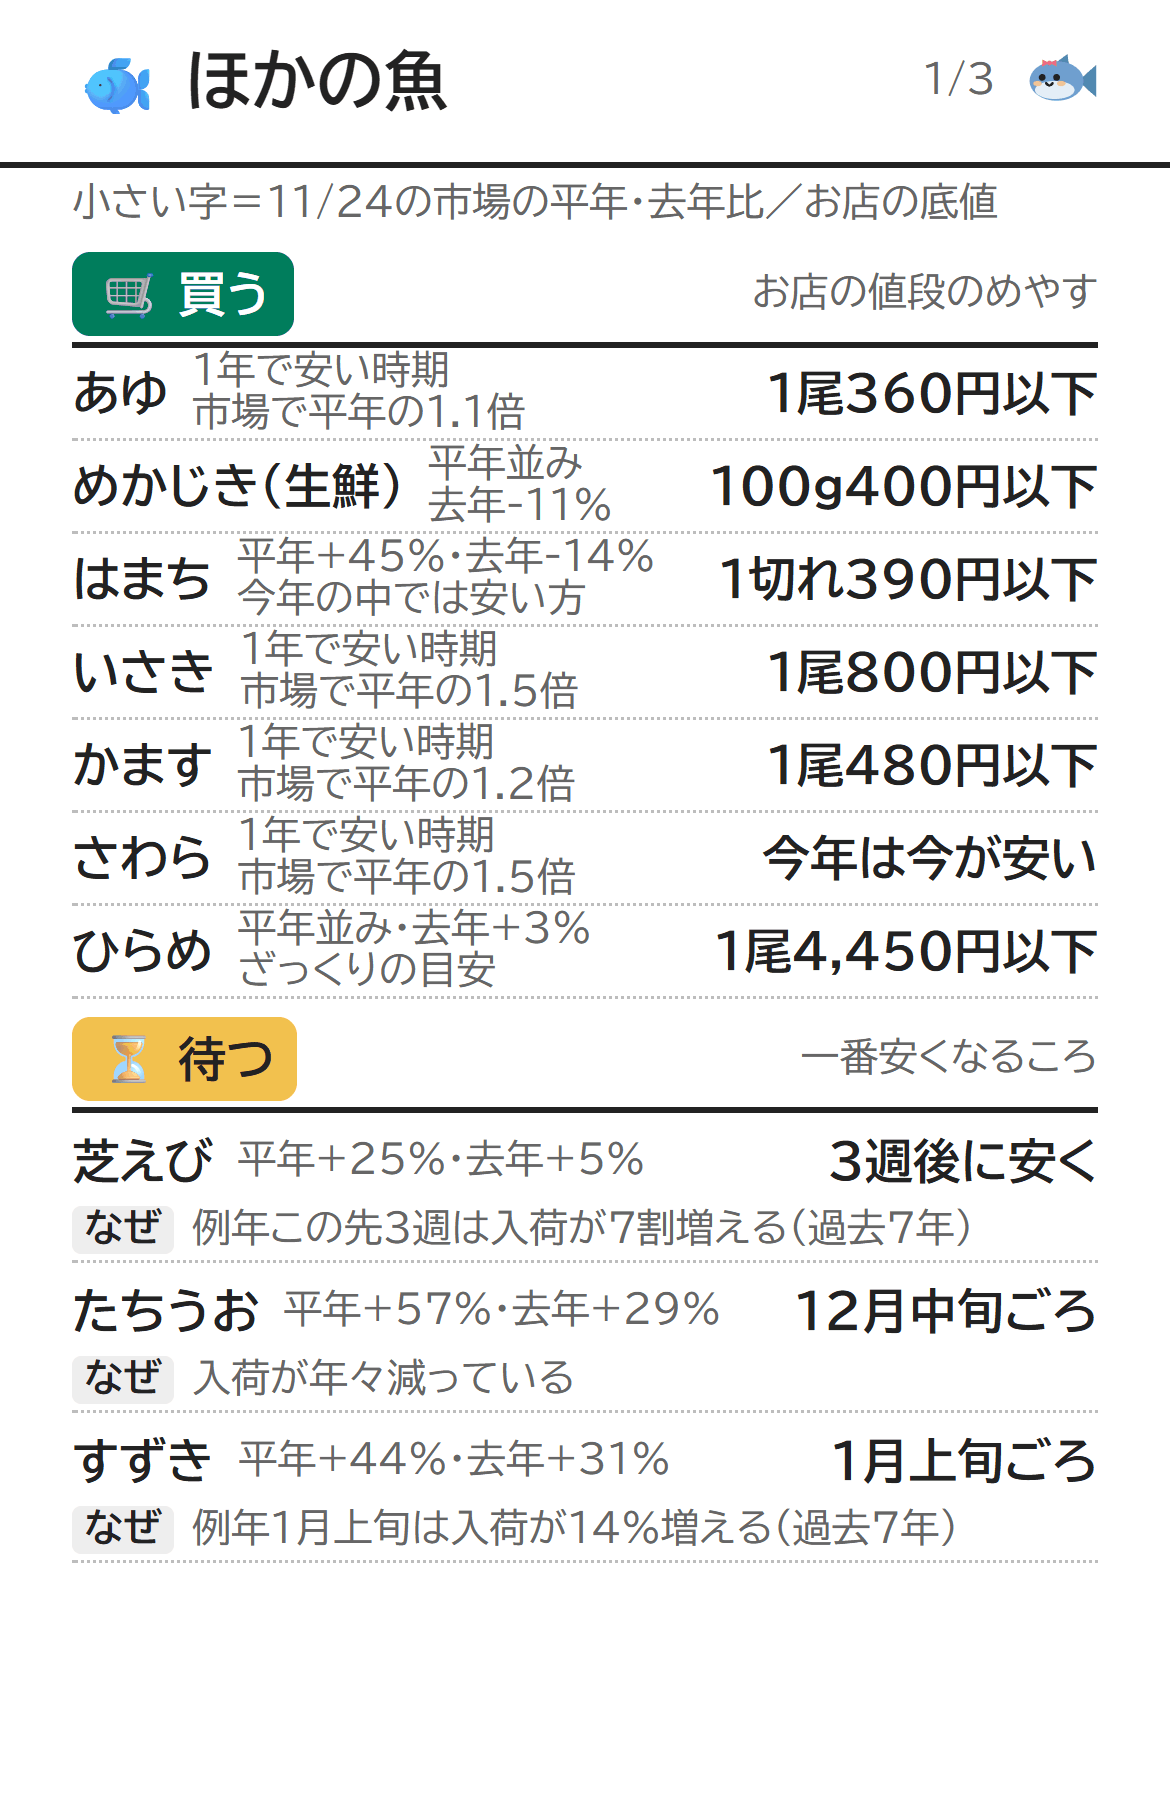 ほかの魚
1/3
小さい字=11/24の市場の平年・去年比／お店の底値
買う
お店の値段のめやす
あゆ
1年で安い時期
市場で平年の1.1倍
1尾360円以下
めかじき(生鮮)
平年並み
去年-11%
100g400円以下
はまち
平年+45%・去年-14%
今年の中では安い方
1切れ390円以下
いさき
1年で安い時期
市場で平年の1.5倍
1尾800円以下
かます
1年で安い時期
市場で平年の1.2倍
1尾480円以下
さわら
1年で安い時期
市場で平年の1.5倍
今年は今が安い
ひらめ
平年並み・去年+3%
ざっくりの目安
1尾4,450円以下
待つ
一番安くなるころ
芝えび 平年+25%・去年+5% 3週後に安く
なぜ 例年この先3週は入荷が7割増える(過去7年)
たちうお 平年+57%・去年+29% 12月中旬ごろ
なぜ 入荷が年々減っている
すずき 平年+44%・去年+31% 1月上旬ごろ
なぜ 例年1月上旬は入荷が14%増える(過去7年)